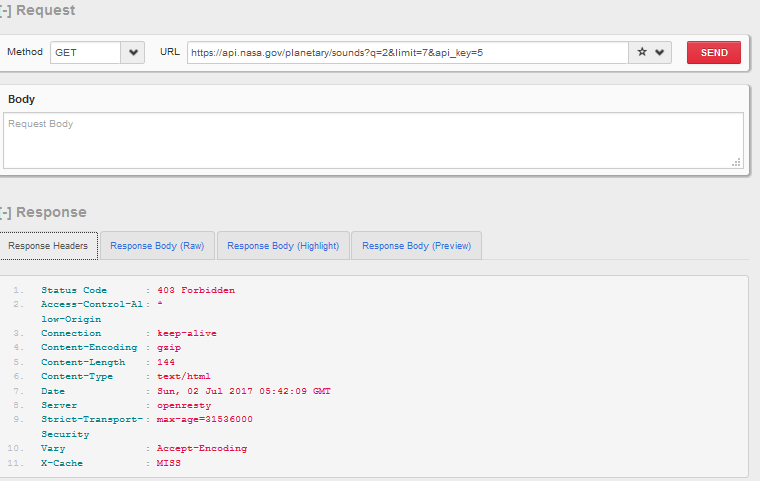 [-] Request
Method GET URL https://api.nasa.gov/planetary/sounds?q=2&limit=7&api_key=5 SEND
Body
Request Body
[-] Response
Response Headers Response Body (Raw) Response Body (Highlight) Response Body (Preview)
1. Status Code : 403 Forbidden
2. Access-Control-Al : *
low-Origin
3. Connection : keep-alive
4. Content-Encoding : gzip
5. Content-Length : 144
6. Content-Type : text/html
7. Date : Sun, 02 Jul 2017 05:42:09 GMT
8. Server : openresty
9. Strict-Transport- : max-age=31536000
Security
10. Vary : Accept-Encoding
11. X-Cache : MISS